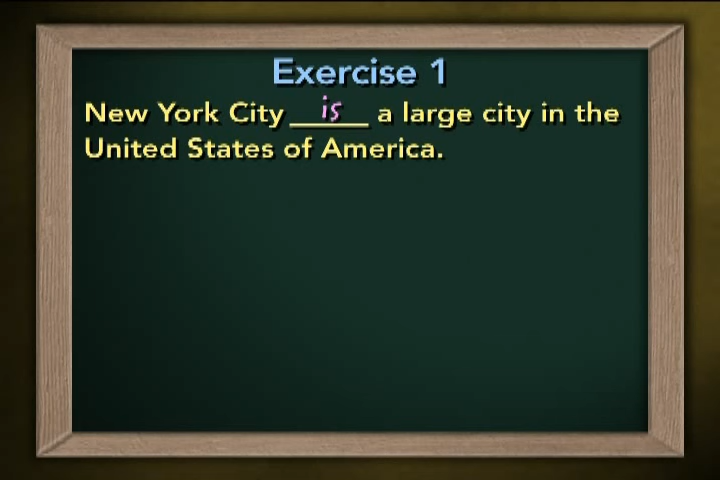 Exercise 1
New York City is a large city in the
United States of America.